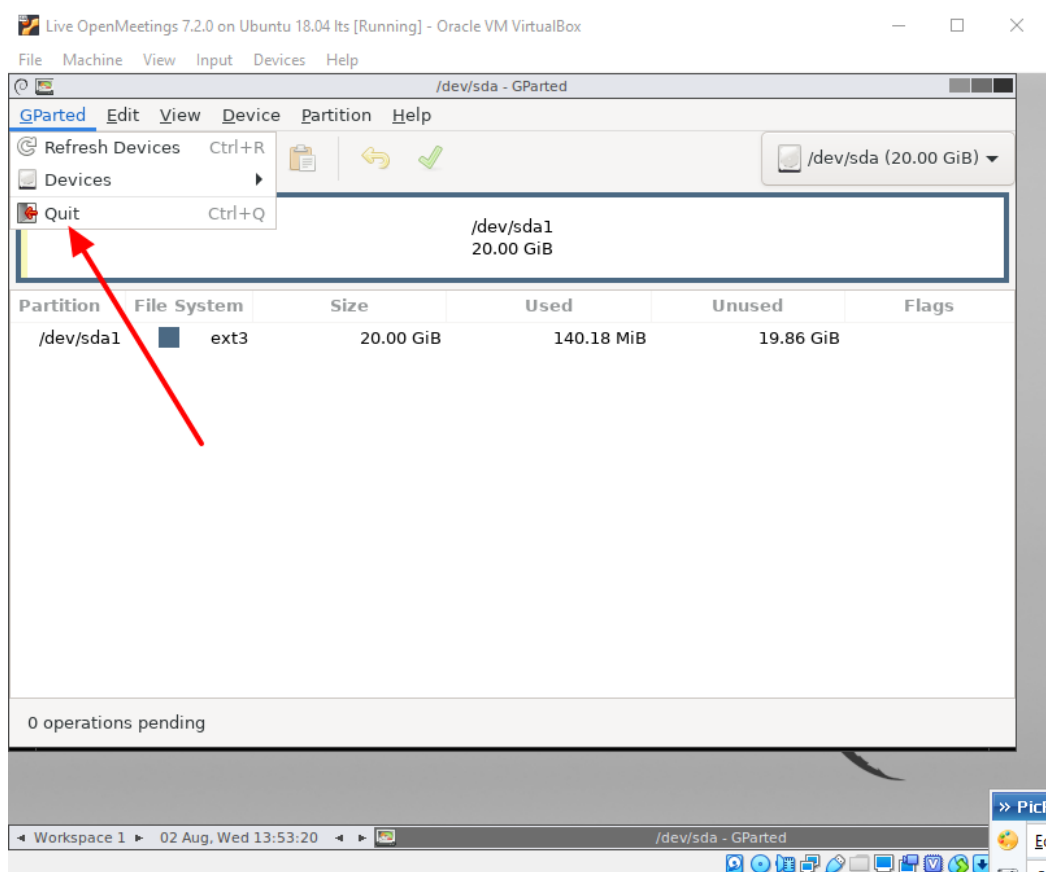 Live OpenMeetings 7.2.0 on Ubuntu 18.04 lts [Running] - Oracle VM VirtualBox
File Machine View Input Devices Help
/dev/sda - GParted
GParted Edit View Device Partition Help
Refresh Devices Ctrl+R
/dev/sda (20.00 GiB)
Devices
Quit Ctrl+Q
/dev/sda1
20.00 GiB
Partition File System Size Used Unused Flags
/dev/sda1 ext3 20.00 GiB 140.18 MiB 19.86 GiB
0 operations pending
Workspace 1 02 Aug, Wed 13:53:20 /dev/sda - GParted